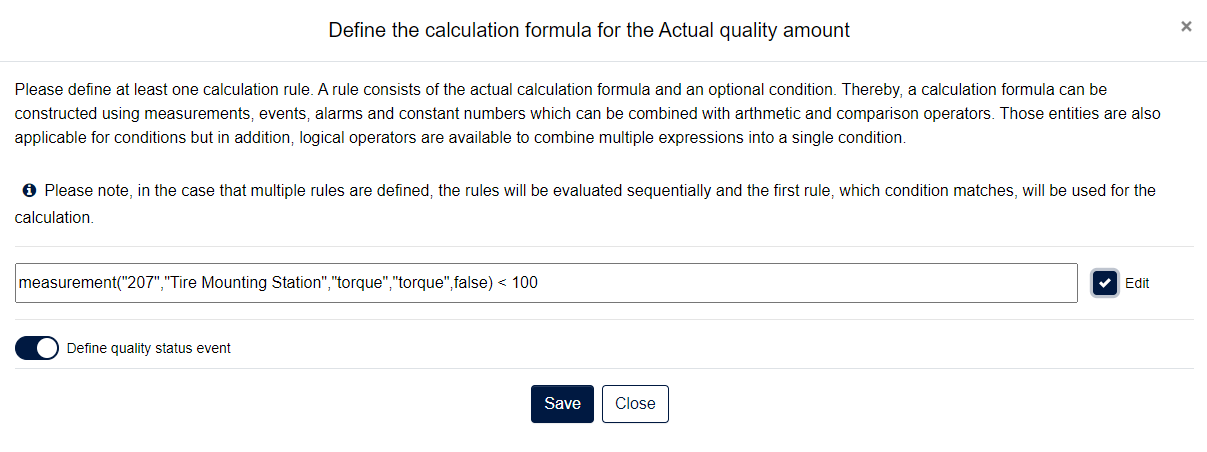 Define the calculation formula for the Actual quality amount
×
Please define at least one calculation rule. A rule consists of the actual calculation formula and an optional condition. Thereby, a calculation formula can be
constructed using measurements, events, alarms and constant numbers which can be combined with arthmetic and comparison operators. Those entities are also
applicable for conditions but in addition, logical operators are available to combine multiple expressions into a single condition.
Please note, in the case that multiple rules are defined, the rules will be evaluated sequentially and the first rule, which condition matches, will be used for the
calculation.
measurement("207","Tire Mounting Station","torque","torque",false) < 100
Edit
Define quality status event
Save
Close